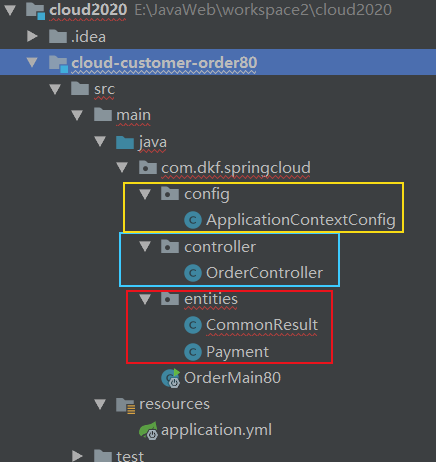 cloud2020 E:\JavaWeb\workspace2\cloud2020
.idea
cloud-customer-order80
src
main
java
com.dkf.springcloud
config
ApplicationContextConfig
controller
OrderController
entities
CommonResult
Payment
OrderMain80
resources
application.yml
test